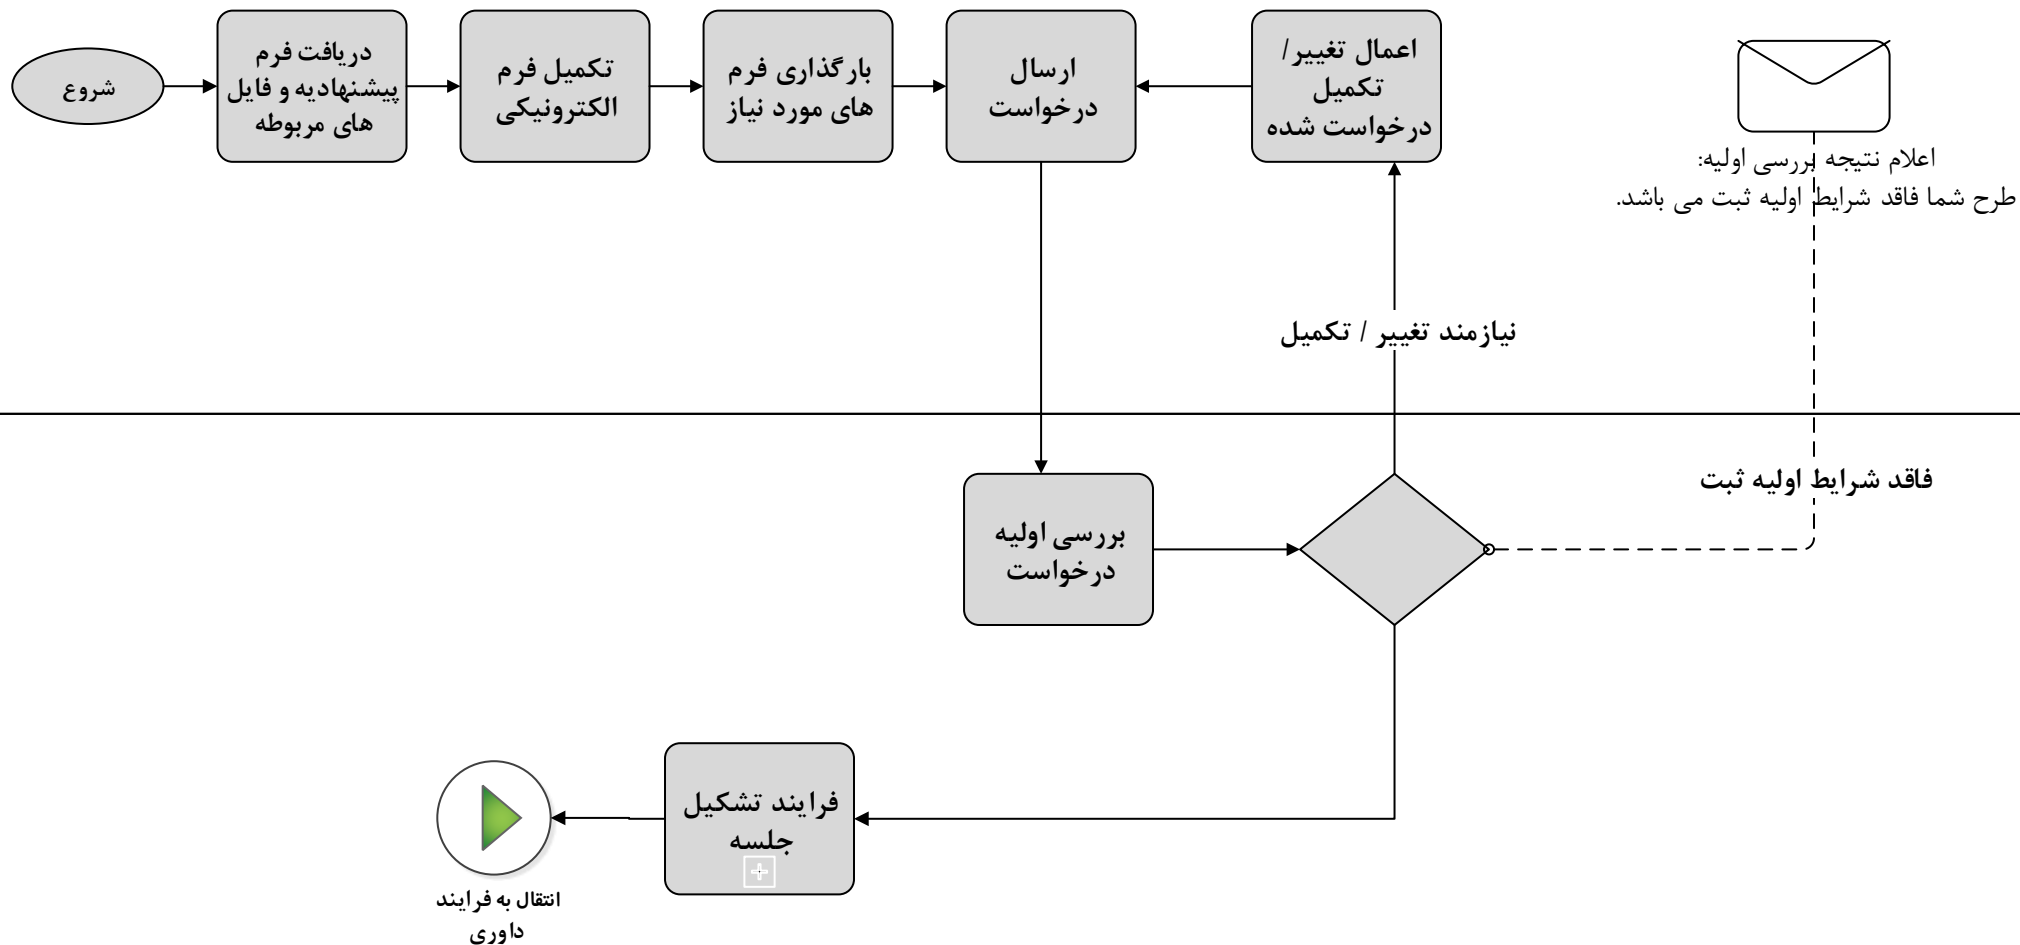 شروع
دریافت فرم
پیشنهادیه و فایل
های مربوطه
تکمیل فرم
الکترونیکی
بارگذاری فرم
های مورد نیاز
ارسال
درخواست
اعمال تغییر/
تکمیل
درخواست شده
اعلام نتیجه بررسی اولیه:
طرح شما فاقد شرایط اولیه ثبت می باشد.
نیازمند تغییر / تکمیل
فاقد شرایط اولیه ثبت
بررسی اولیه
درخواست
فرایند تشکیل
جلسه
انتقال به فرایند
داوری